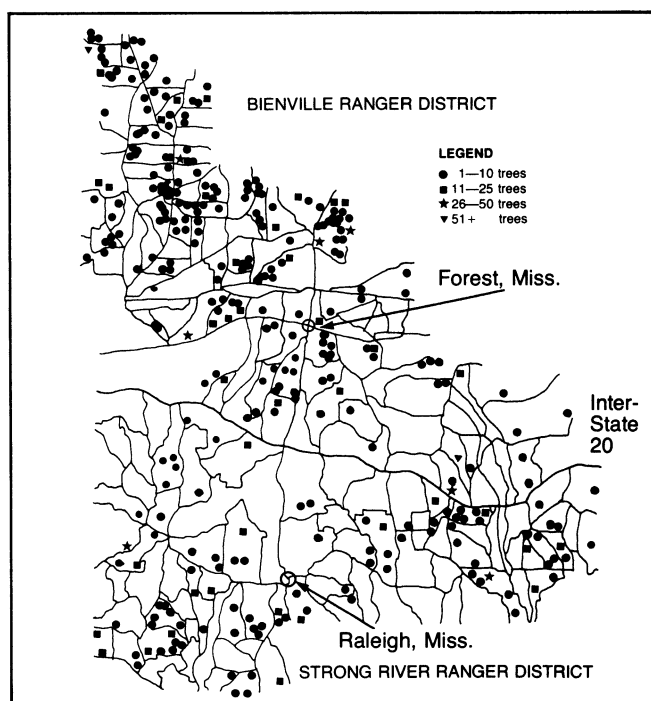 BIENVILLE RANGER DISTRICT
LEGEND
1—10 trees
11—25 trees
26—50 trees
51+ trees
Forest, Miss.
Inter-
State
20
Raleigh, Miss.
STRONG RIVER RANGER DISTRICT